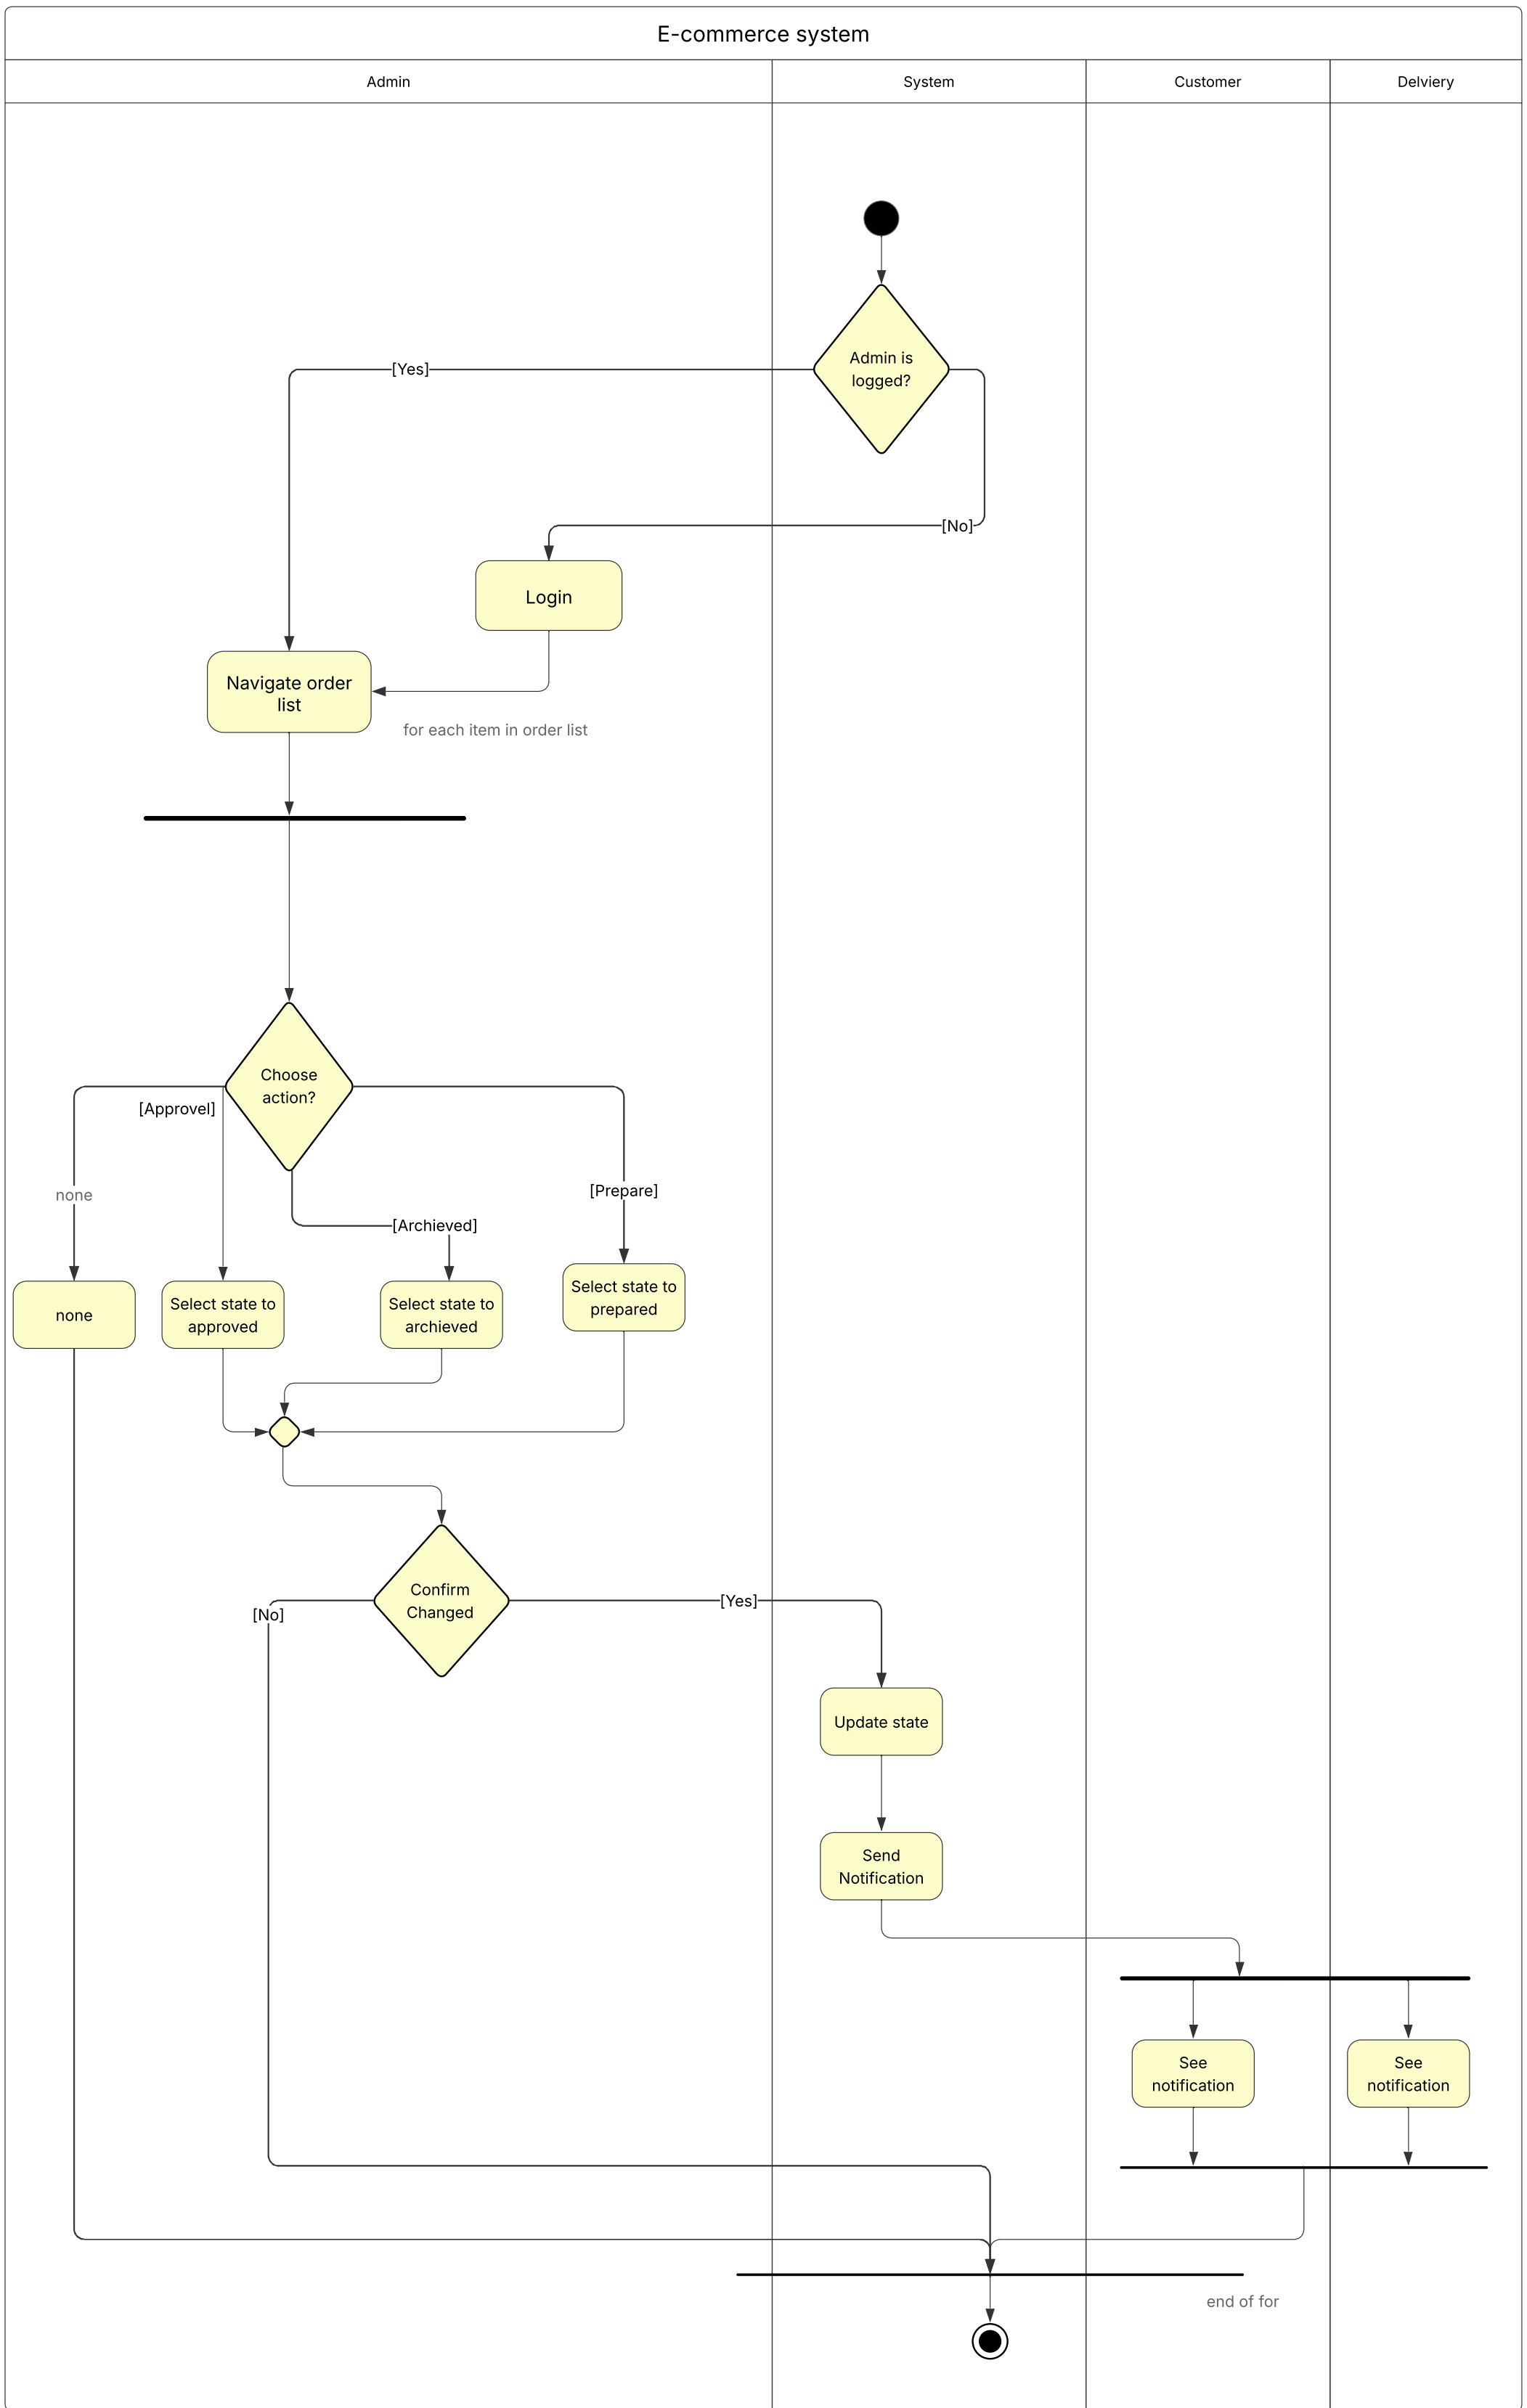 E-commerce system
Admin
System
Customer
Delviery
Admin is
logged?
[Yes]
[No]
Login
Navigate order
list
for each item in order list
Choose
action?
[Approvel]
none
[Prepare]
[Archieved]
none
Select state to
approved
Select state to
archieved
Select state to
prepared
Confirm
Changed
[No]
[Yes]
Update state
Send
Notification
See
notification
See
notification
end of for